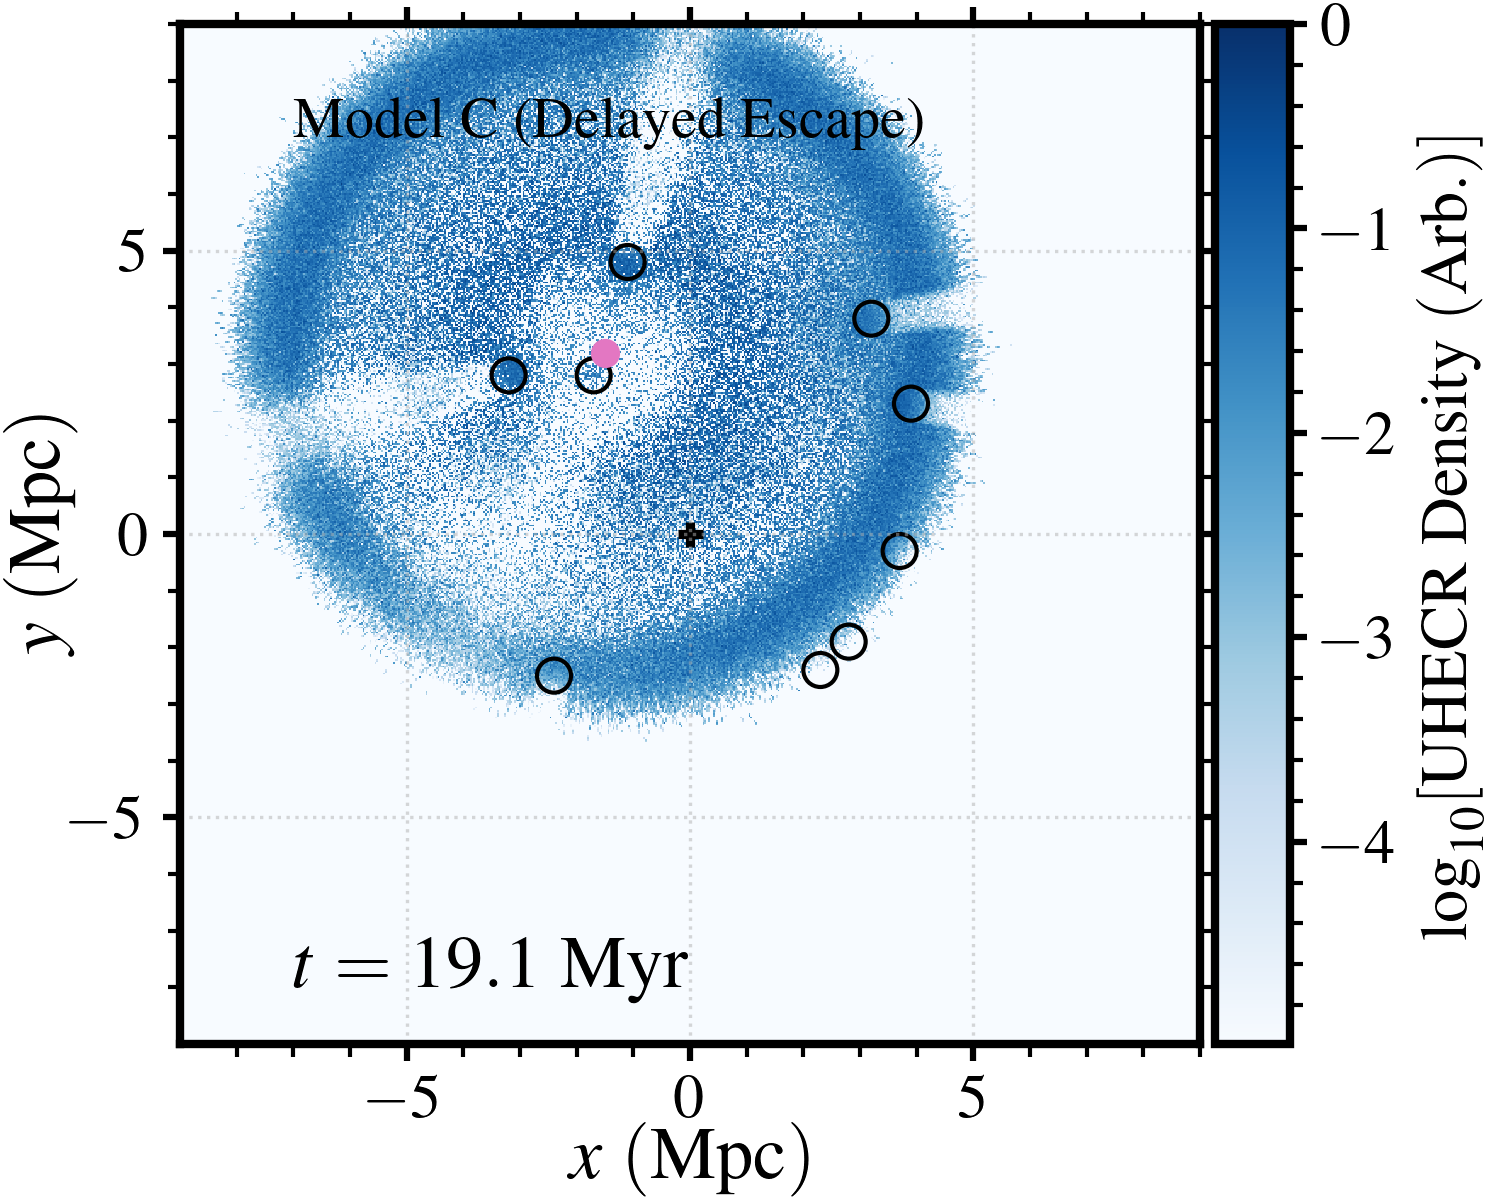 Model C (Delayed Escape)
5
0
−5
y (Mpc)
t = 19.1 Myr
−5
0
5
x (Mpc)
0
−1
−2
−3
−4
log₁₀[UHECR Density (Arb.)]